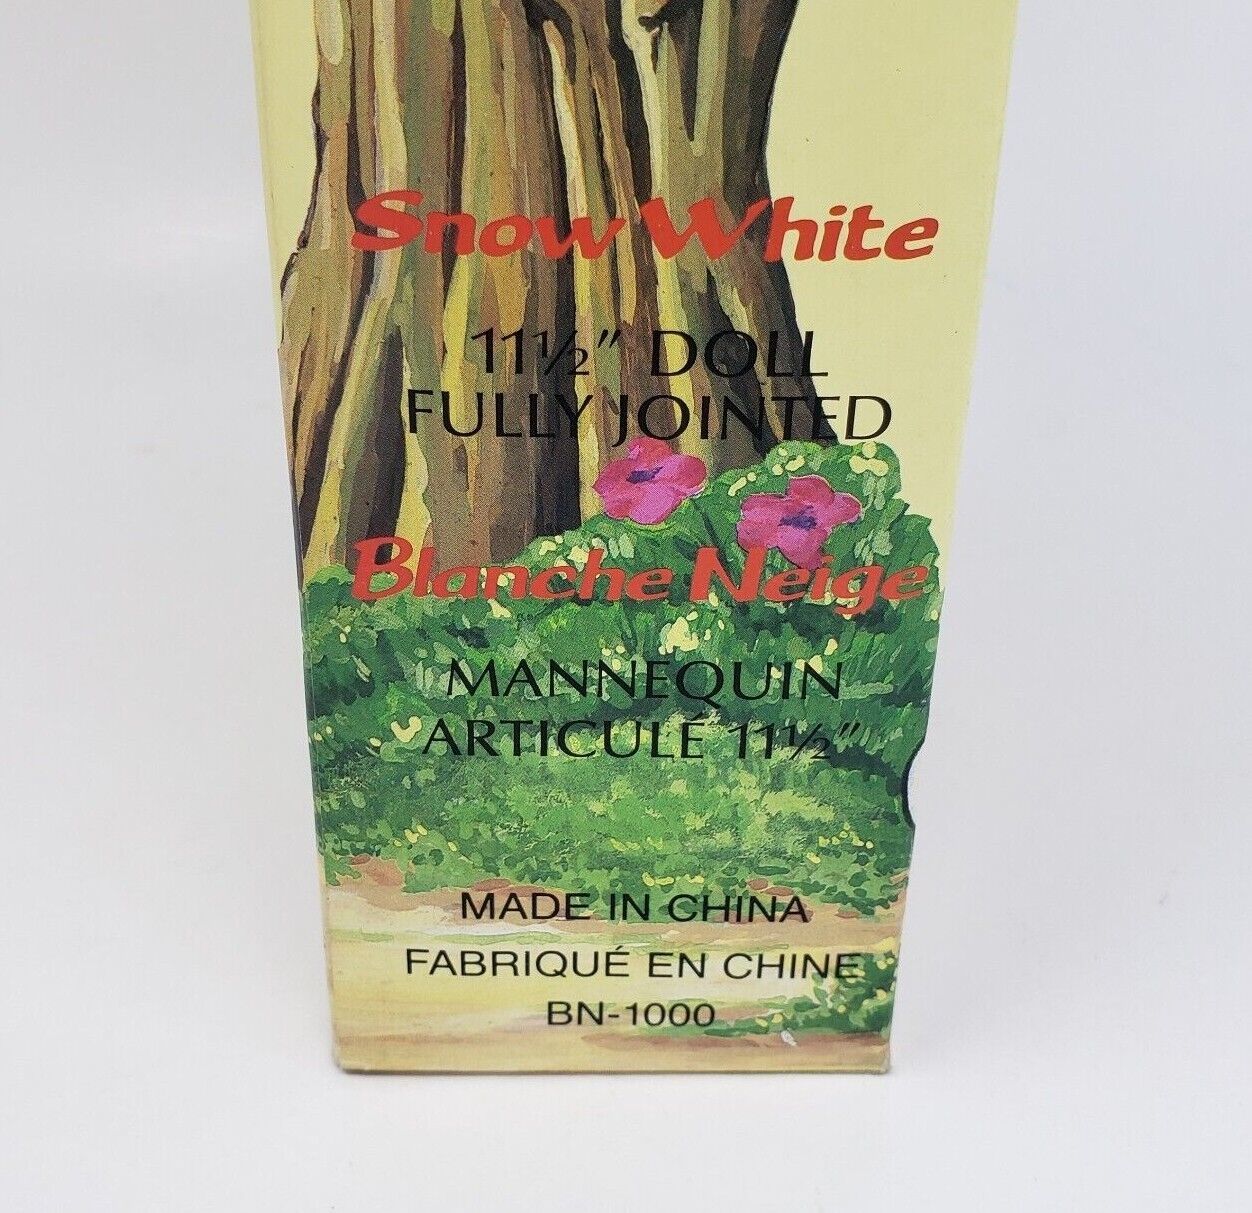 Snow White
11½" DOLL
FULLY JOINTED
Blanche Neige
MANNEQUIN
ARTICULÉ 11½"
MADE IN CHINA
FABRIQUÉ EN CHINE
BN-1000